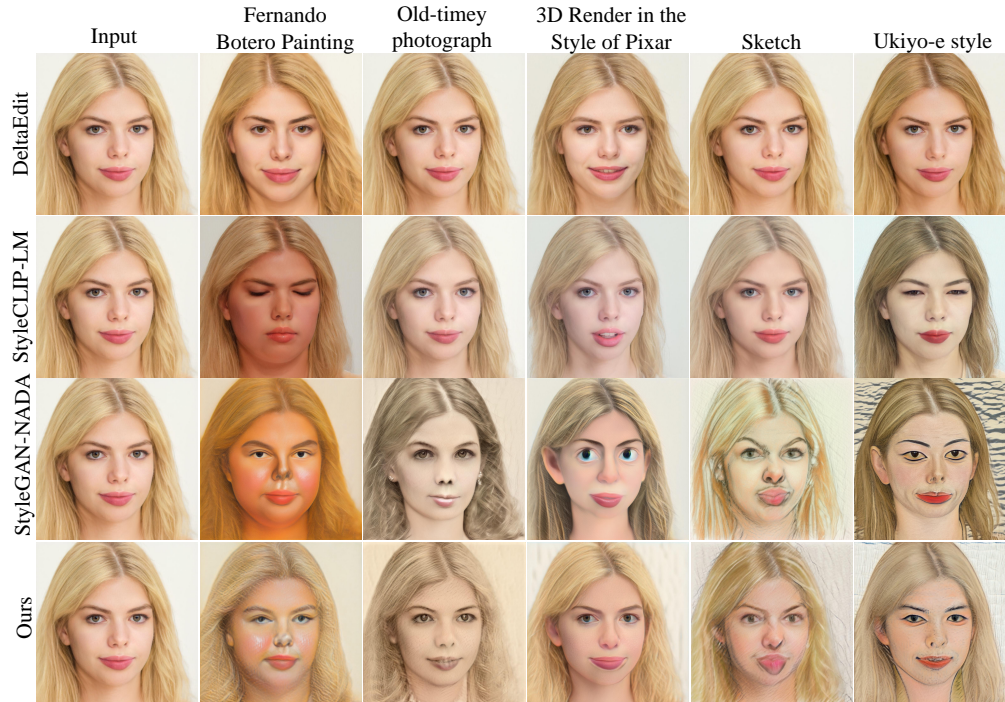 Input
Fernando
Botero Painting
Old-timey
photograph
3D Render in the
Style of Pixar
Sketch
Ukiyo-e style
DeltaEdit
StyleCLIP-LM
StyleGAN-NADA
Ours